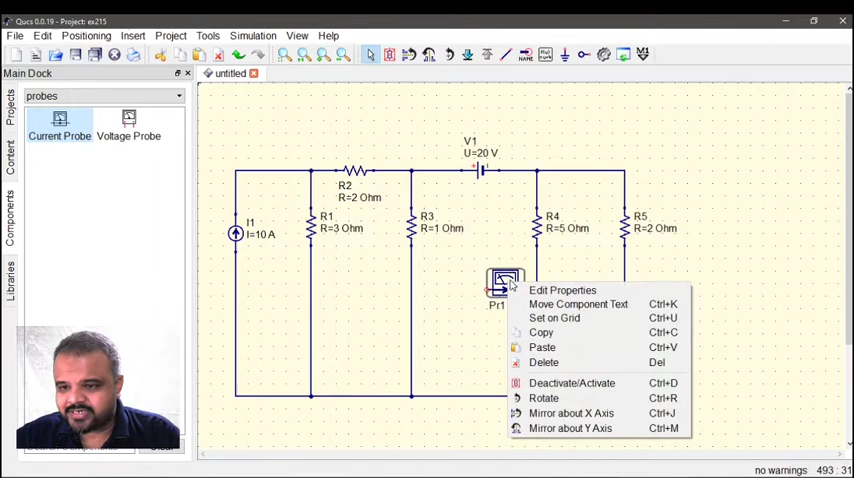 Qucs 0.0.19 - Project: ex215
File Edit Positioning Insert Project Tools Simulation View Help
NAME
M1
Main Dock
untitled
Projects
Content
Components
Libraries
probes
Current Probe Voltage Probe
V1
U=20 V
R2
R=2 Ohm
I1
I=10 A
R1
R=3 Ohm
R3
R=1 Ohm
R4
R=5 Ohm
R5
R=2 Ohm
Pr1
Edit Properties
Move Component Text Ctrl+K
Set on Grid Ctrl+U
Copy Ctrl+C
Paste Ctrl+V
Delete Del
Deactivate/Activate Ctrl+D
Rotate Ctrl+R
Mirror about X Axis Ctrl+J
Mirror about Y Axis Ctrl+M
no warnings 493 : 31